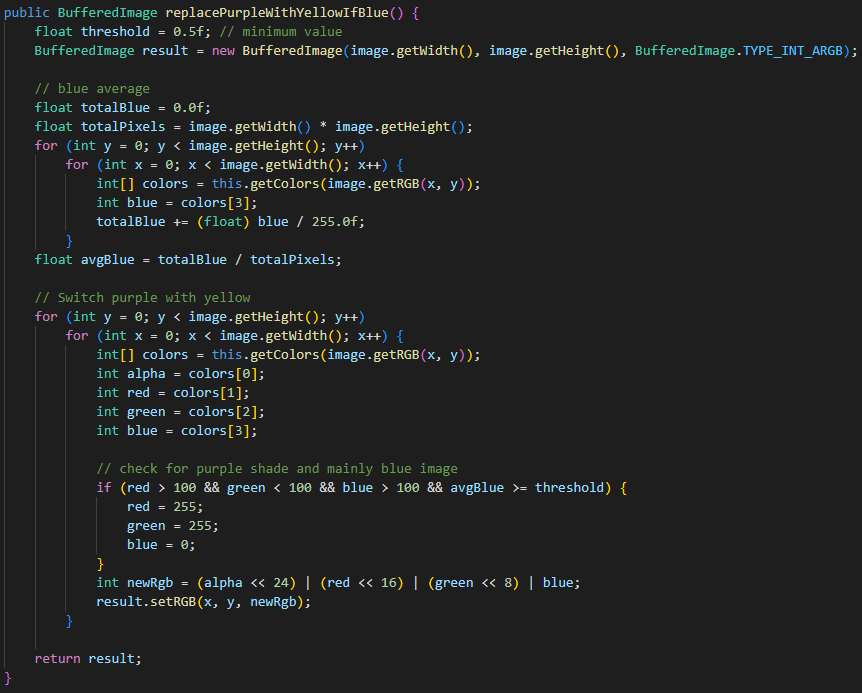 public BufferedImage replacePurpleWithYellowIfBlue() {
    float threshold = 0.5f; // minimum value
    BufferedImage result = new BufferedImage(image.getWidth(), image.getHeight(), BufferedImage.TYPE_INT_ARGB);

    // blue average
    float totalBlue = 0.0f;
    float totalPixels = image.getWidth() * image.getHeight();
    for (int y = 0; y < image.getHeight(); y++)
        for (int x = 0; x < image.getWidth(); x++) {
            int[] colors = this.getColors(image.getRGB(x, y));
            int blue = colors[3];
            totalBlue += (float) blue / 255.0f;
        }
    float avgBlue = totalBlue / totalPixels;

    // Switch purple with yellow
    for (int y = 0; y < image.getHeight(); y++)
        for (int x = 0; x < image.getWidth(); x++) {
            int[] colors = this.getColors(image.getRGB(x, y));
            int alpha = colors[0];
            int red = colors[1];
            int green = colors[2];
            int blue = colors[3];

            // check for purple shade and mainly blue image
            if (red > 100 && green < 100 && blue > 100 && avgBlue >= threshold) {
                red = 255;
                green = 255;
                blue = 0;
            }
            int newRgb = (alpha << 24) | (red << 16) | (green << 8) | blue;
            result.setRGB(x, y, newRgb);
        }

    return result;
}